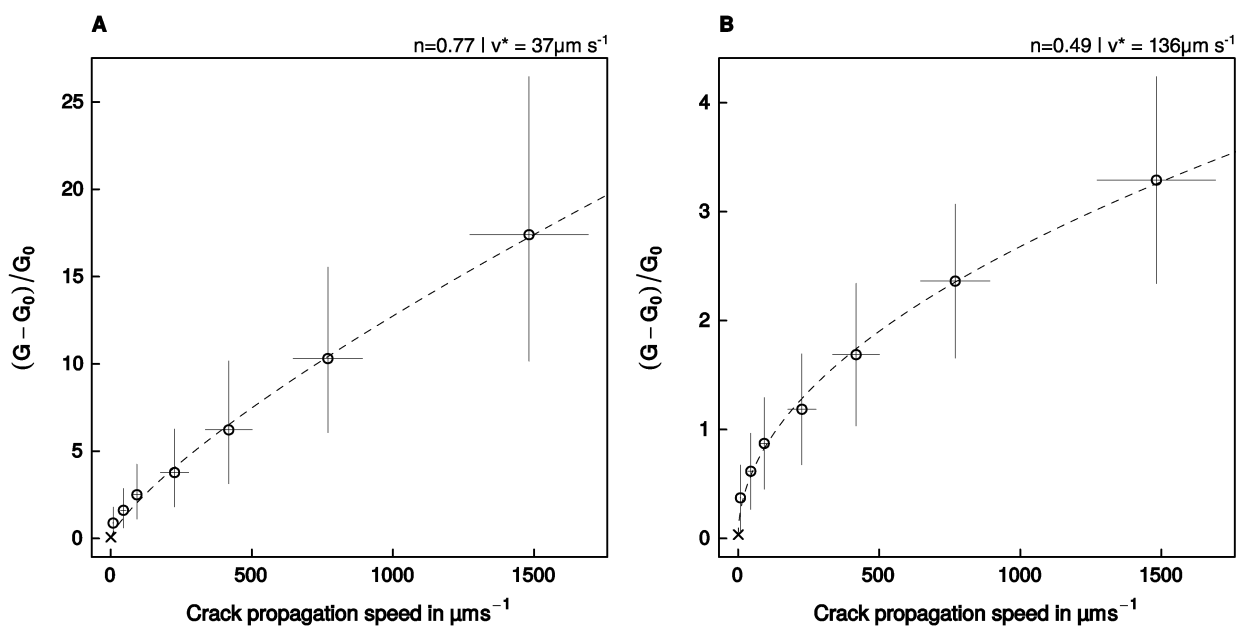 A
n=0.77 | v* = 37µm s⁻¹
25
20
15
10
5
0
(G − G₀)/G₀
0 500 1000 1500
Crack propagation speed in µms⁻¹
B
n=0.49 | v* = 136µm s⁻¹
4
3
2
1
0
(G − G₀)/G₀
0 500 1000 1500
Crack propagation speed in µms⁻¹